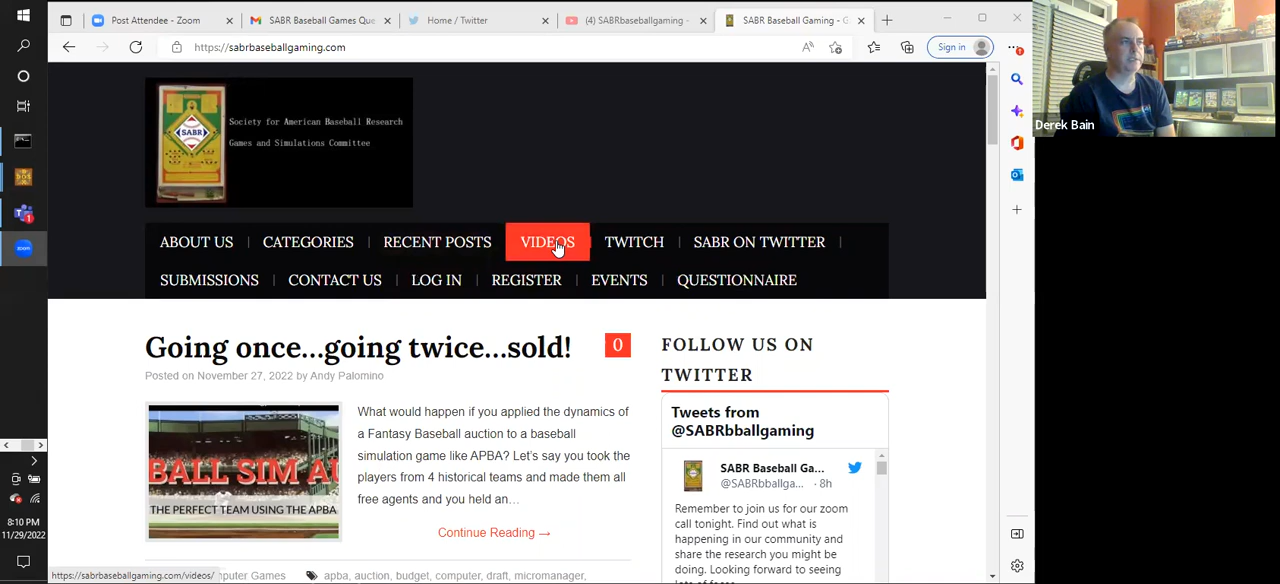 Post Attendee - Zoom
SABR Baseball Games Que
Home / Twitter
(4) SABRbaseballgaming -
SABR Baseball Gaming - G
https://sabrbaseballgaming.com
Sign in
Derek Bain
SABR
Society for American Baseball Research
Games and Simulations Committee
ABOUT US | CATEGORIES | RECENT POSTS VIDEOS TWITCH | SABR ON TWITTER |
SUBMISSIONS | CONTACT US | LOG IN | REGISTER | EVENTS | QUESTIONNAIRE
Going once...going twice...sold!
0
Posted on November 27, 2022 by Andy Palomino
BALL SIM A
THE PERFECT TEAM USING THE APBA
What would happen if you applied the dynamics of
a Fantasy Baseball auction to a baseball
simulation game like APBA? Let's say you took the
players from 4 historical teams and made them all
free agents and you held an...
Continue Reading →
FOLLOW US ON
TWITTER
Tweets from
@SABRbballgaming
SABR Baseball Ga...
@SABRbballga... · 8h
Remember to join us for our zoom
call tonight. Find out what is
happening in our community and
share the research you might be
doing. Looking forward to seeing
zoom
8:10 PM
11/29/2022
https://sabrbaseballgaming.com/videos/
puter Games
apba, auction, budget, computer, draft, micromanager,